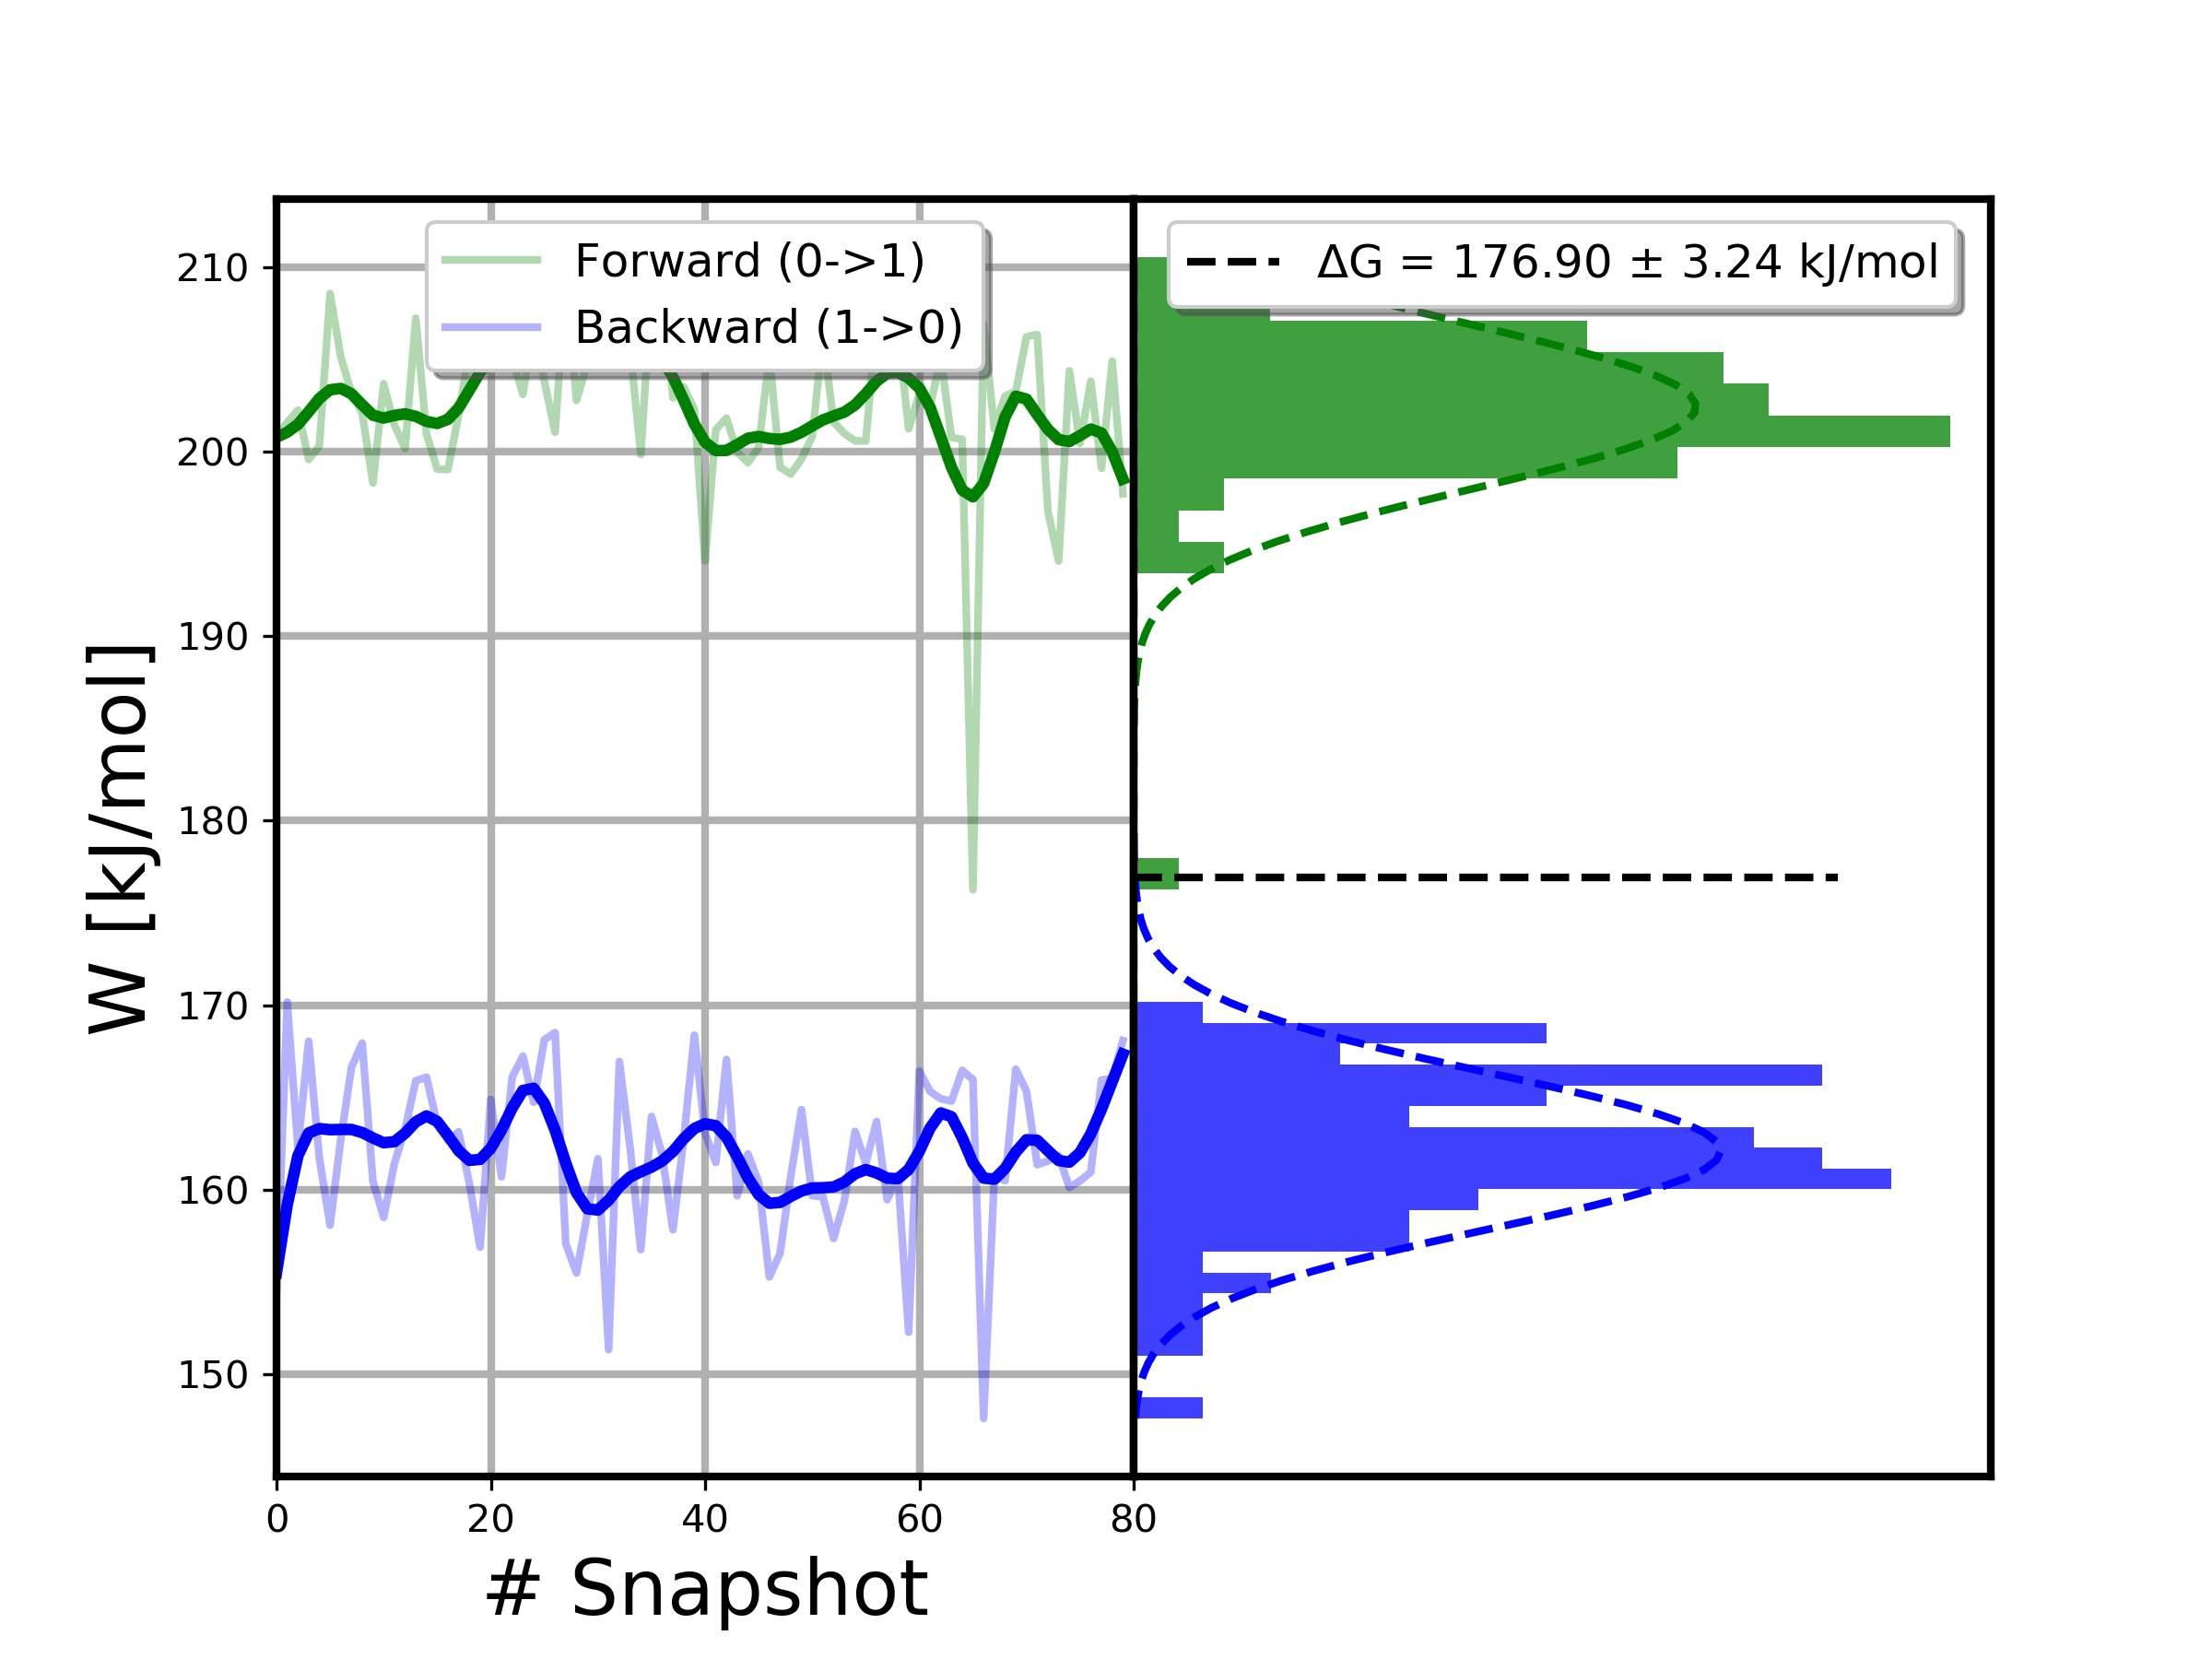 Forward (0->1)
Backward (1->0)
ΔG = 176.90 ± 3.24 kJ/mol
210
200
190
180
170
160
150
W [kJ/mol]
0 20 40 60 80
# Snapshot